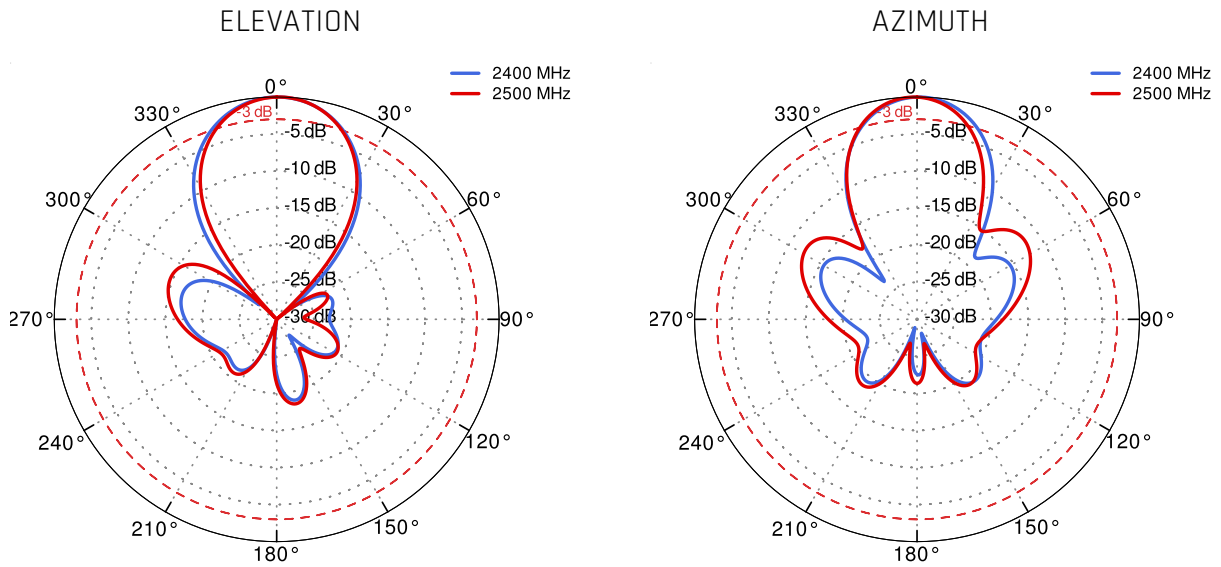 ELEVATION
2400 MHz
2500 MHz
0°
330°
30°
-3 dB
-5 dB
-10 dB
300°
60°
-15 dB
-20 dB
-25 dB
270°
-30 dB
90°
240°
120°
210°
150°
180°
AZIMUTH
2400 MHz
2500 MHz
0°
330°
30°
-3 dB
-5 dB
-10 dB
300°
60°
-15 dB
-20 dB
-25 dB
270°
-30 dB
90°
240°
120°
210°
150°
180°